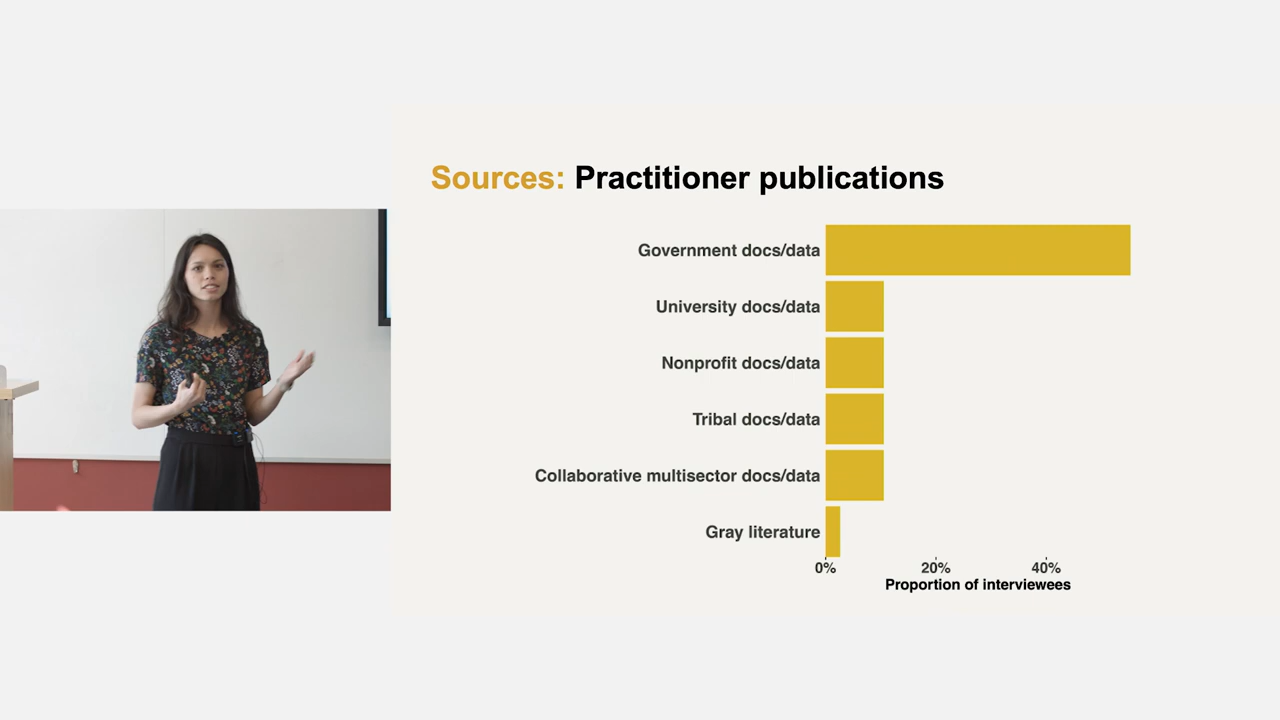 Sources: Practitioner publications
Government docs/data
University docs/data
Nonprofit docs/data
Tribal docs/data
Collaborative multisector docs/data
Gray literature
0% 20% 40%
Proportion of interviewees